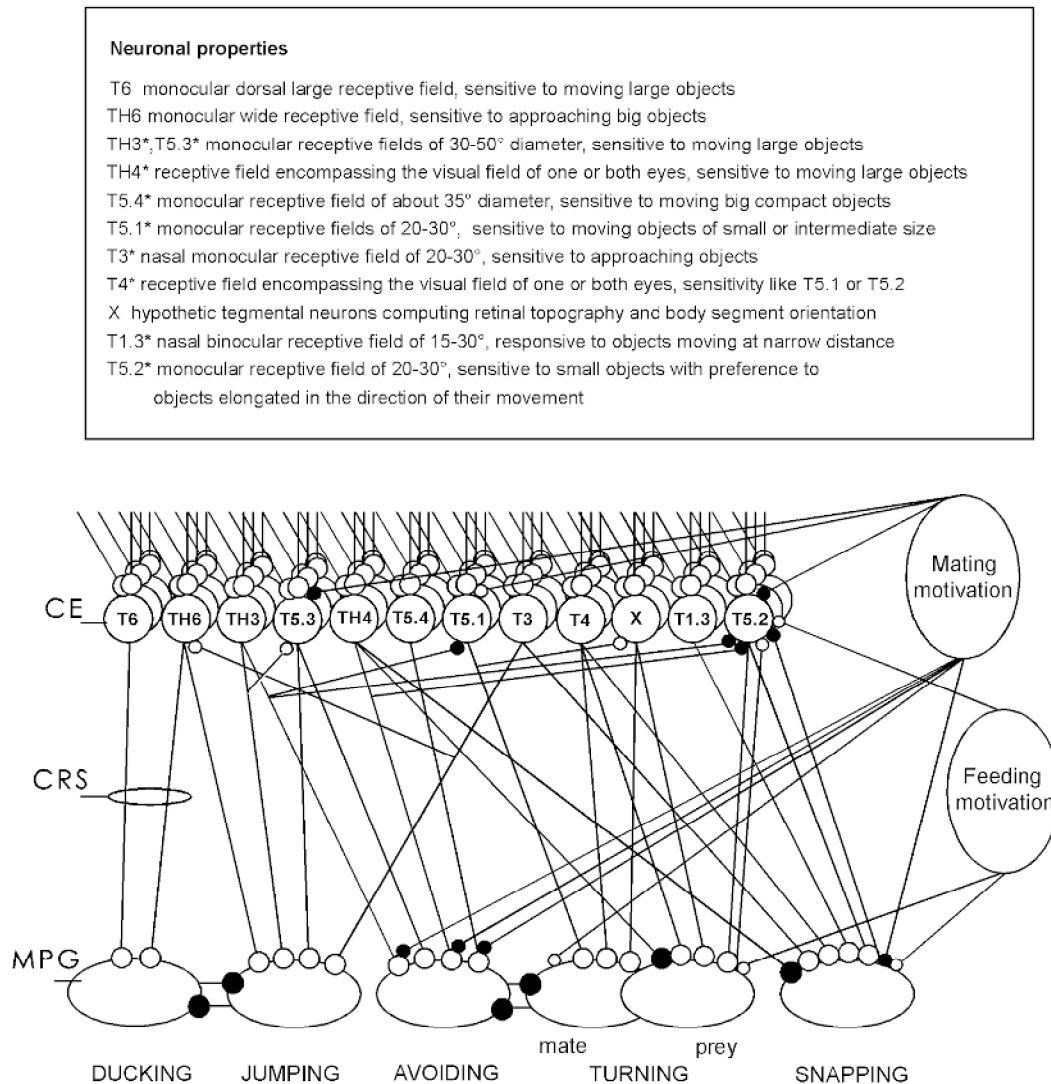 Neuronal properties
T6 monocular dorsal large receptive field, sensitive to moving large objects
TH6 monocular wide receptive field, sensitive to approaching big objects
TH3*,T5.3* monocular receptive fields of 30-50° diameter, sensitive to moving large objects
TH4* receptive field encompassing the visual field of one or both eyes, sensitive to moving large objects
T5.4* monocular receptive field of about 35° diameter, sensitive to moving big compact objects
T5.1* monocular receptive fields of 20-30°, sensitive to moving objects of small or intermediate size
T3* nasal monocular receptive field of 20-30°, sensitive to approaching objects
T4* receptive field encompassing the visual field of one or both eyes, sensitivity like T5.1 or T5.2
X hypothetic tegmental neurons computing retinal topography and body segment orientation
T1.3* nasal binocular receptive field of 15-30°, responsive to objects moving at narrow distance
T5.2* monocular receptive field of 20-30°, sensitive to small objects with preference to
objects elongated in the direction of their movement
Mating
motivation
CE
T6 TH6 TH3 T5.3 TH4 T5.4 T5.1 T3 T4 X T1.3 T5.2
Feeding
motivation
CRS
MPG
mate prey
DUCKING JUMPING AVOIDING TURNING SNAPPING